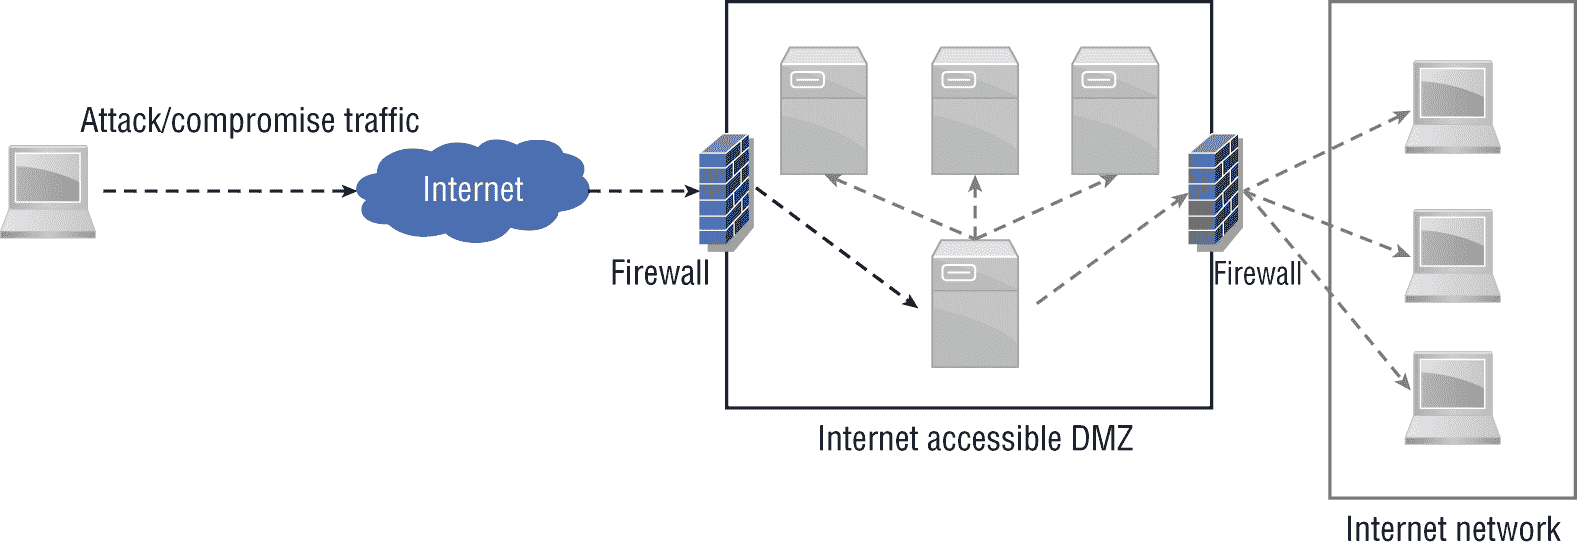 Attack/compromise traffic
Internet
Firewall
Firewall
Internet accessible DMZ
Internet network